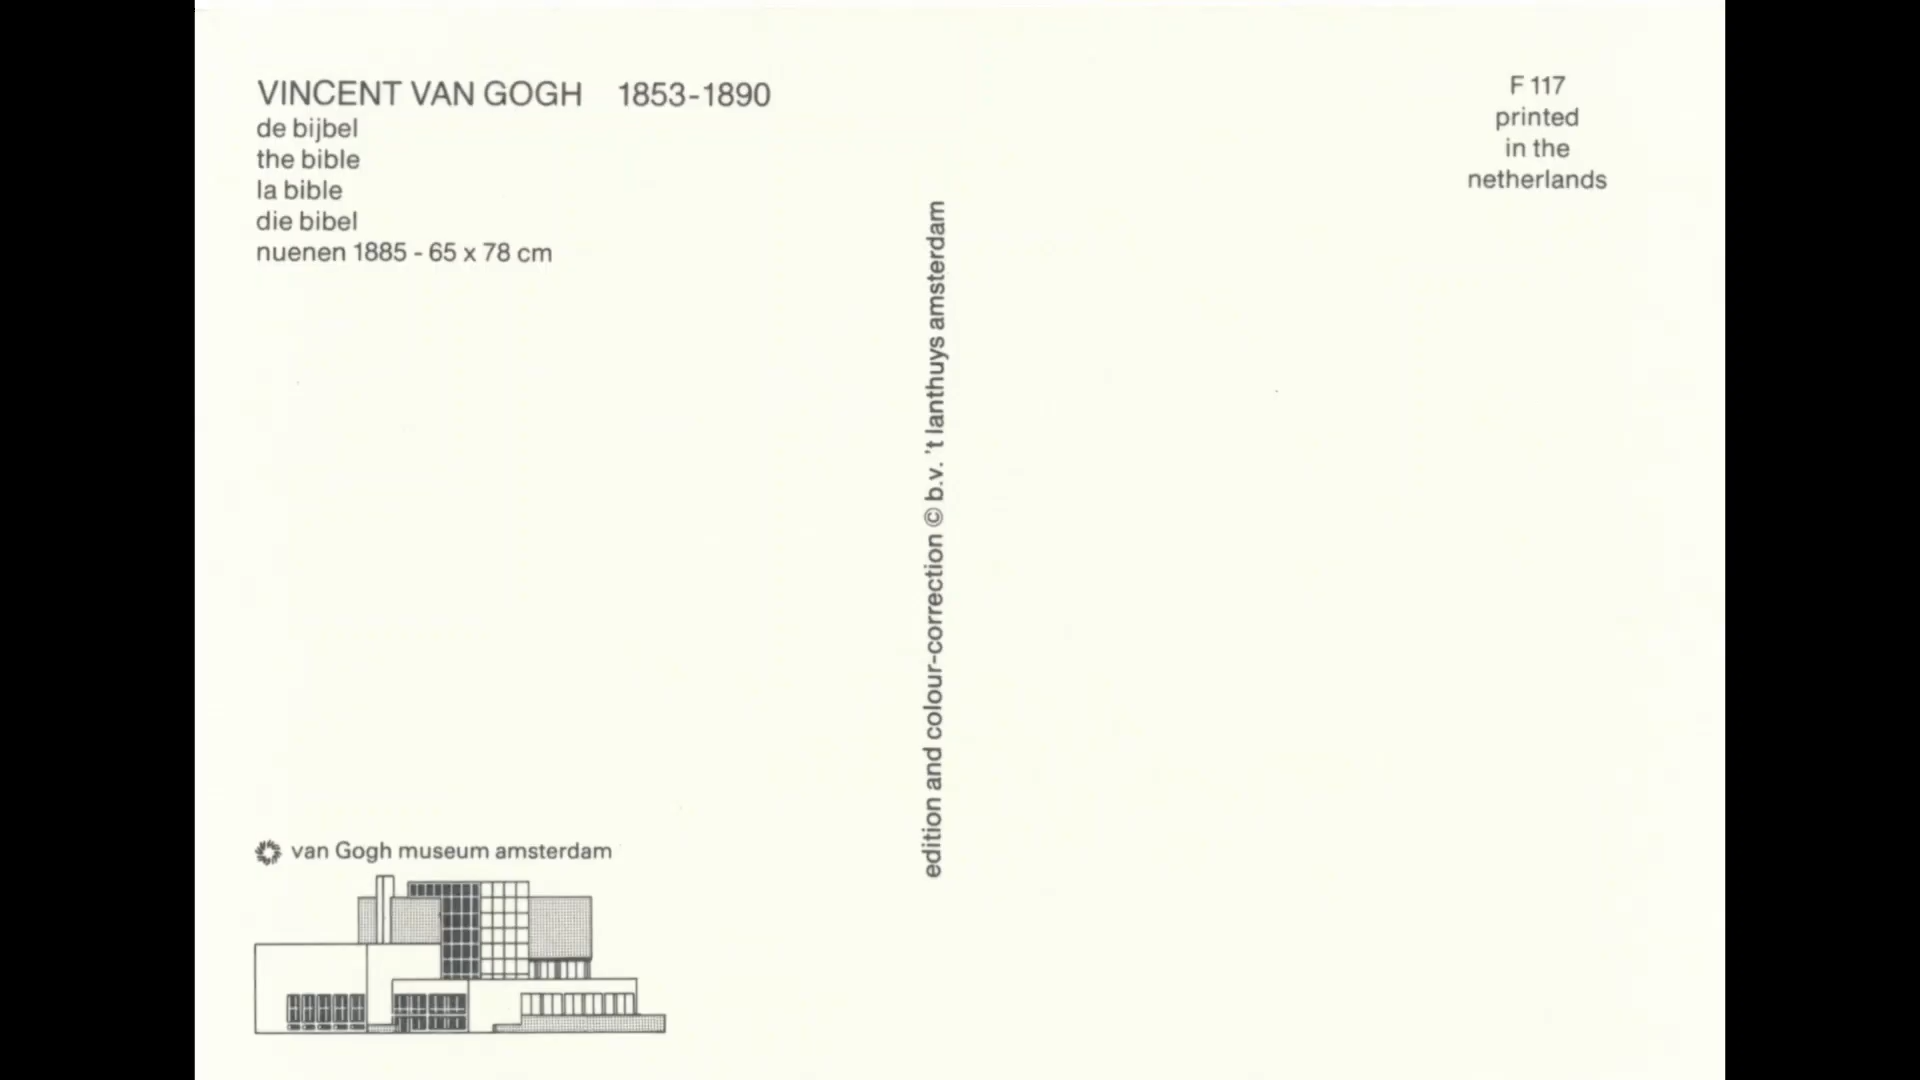 VINCENT VAN GOGH 1853-1890
de bijbel
the bible
la bible
die bibel
nuenen 1885 - 65 x 78 cm
F 117
printed
in the
netherlands
edition and colour-correction © b.v. 't lanthuys amsterdam
van Gogh museum amsterdam